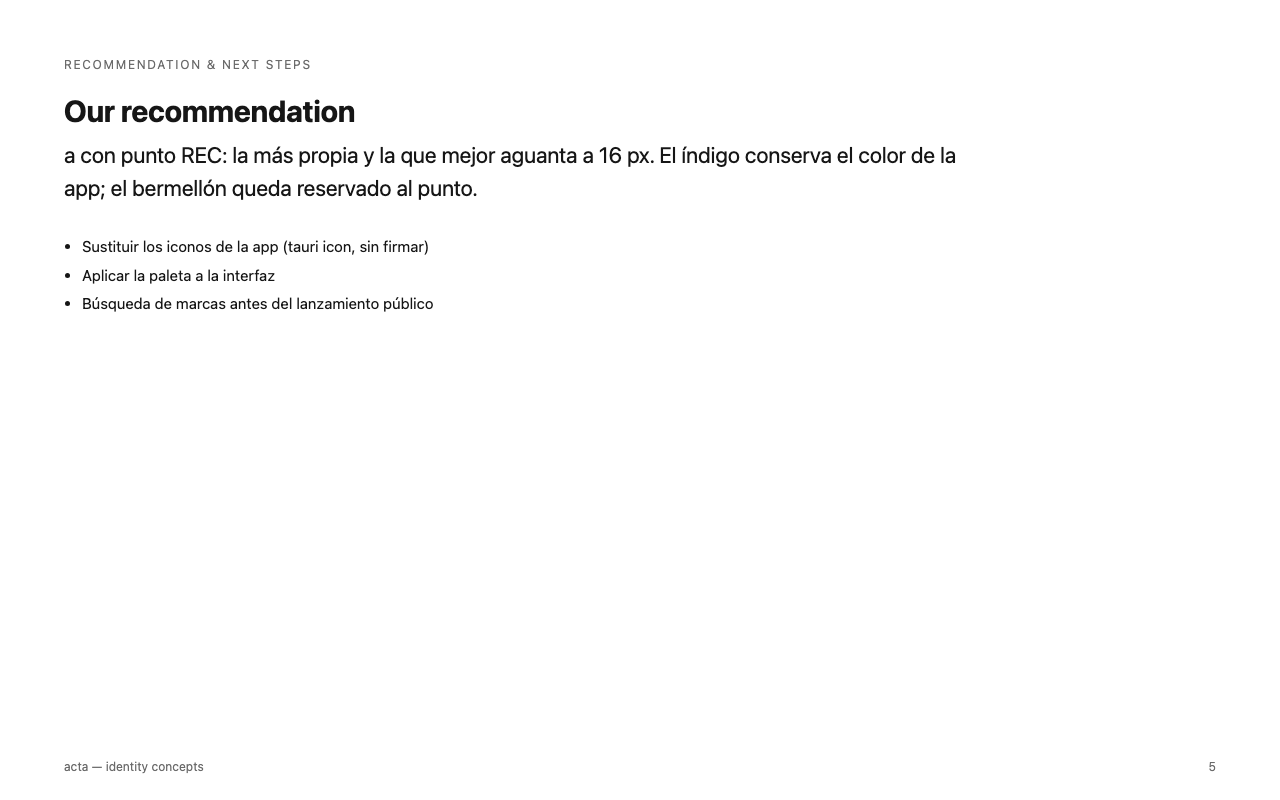 RECOMMENDATION & NEXT STEPS
Our recommendation
a con punto REC: la más propia y la que mejor aguanta a 16 px. El índigo conserva el color de la
app; el bermellón queda reservado al punto.
• Sustituir los iconos de la app (tauri icon, sin firmar)
• Aplicar la paleta a la interfaz
• Búsqueda de marcas antes del lanzamiento público
acta — identity concepts
5